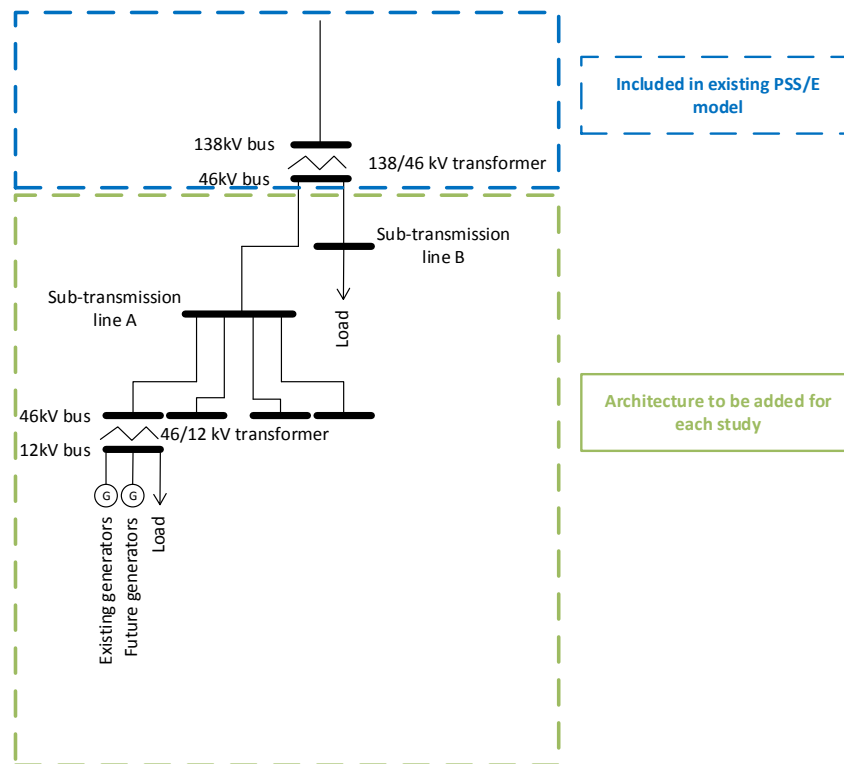 Included in existing PSS/E
model
138kV bus
138/46 kV transformer
46kV bus
Sub-transmission
line B
Sub-transmission
line A
Load
Architecture to be added for
each study
46kV bus
46/12 kV transformer
12kV bus
G
G
Existing generators
Future generators
Load